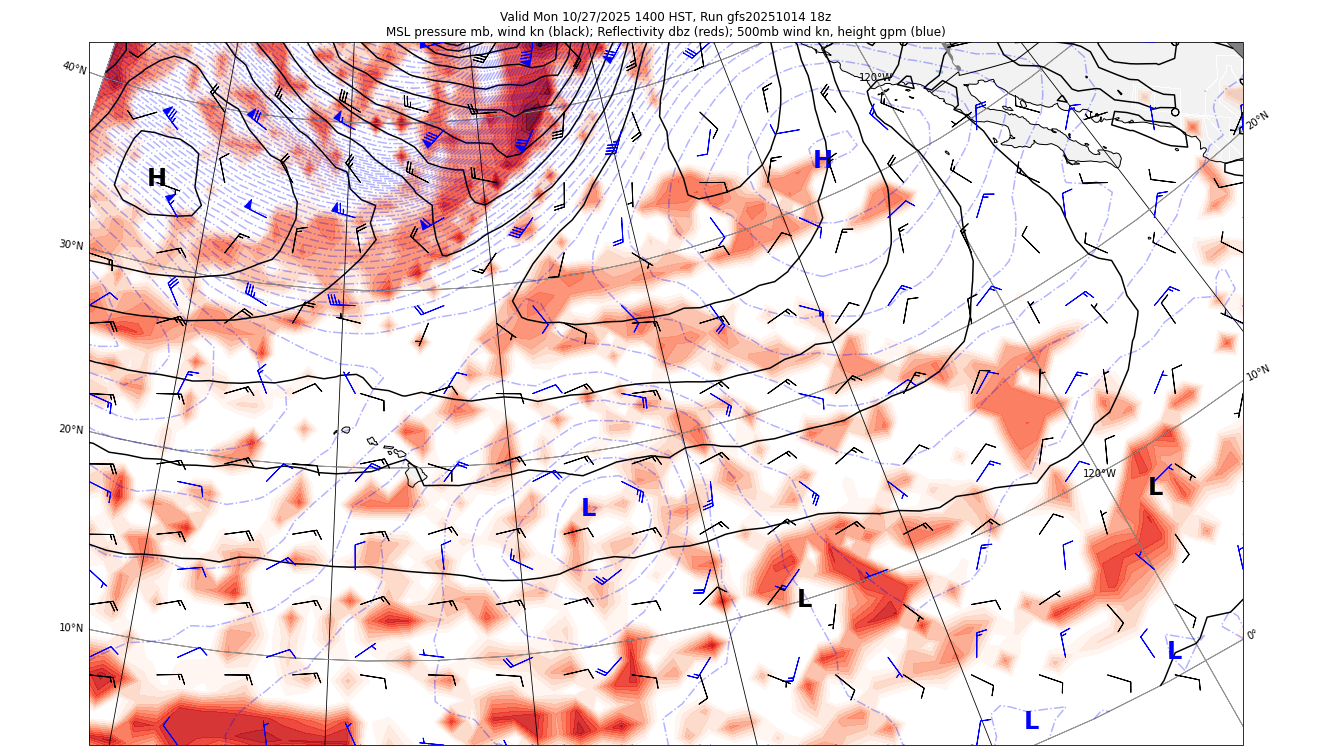 Valid Mon 10/27/2025 1400 HST, Run gfs20251014 18z
MSL pressure mb, wind kn (black); Reflectivity dbz (reds); 500mb wind kn, height gpm (blue)
40°N
120°W
20°N
H
H
30°N
10°N
20°N
120°W
L
L
L
10°N
0°
L
L